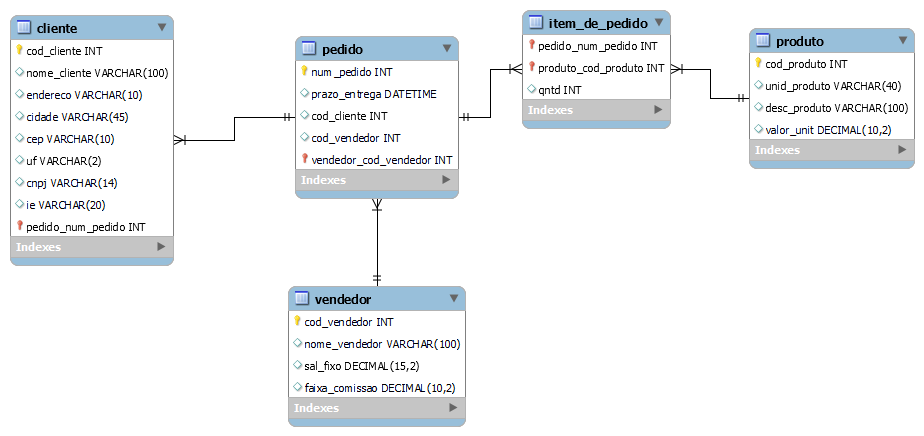 cliente
cod_cliente INT
nome_cliente VARCHAR(100)
endereco VARCHAR(10)
cidade VARCHAR(45)
cep VARCHAR(10)
uf VARCHAR(2)
cnpj VARCHAR(14)
ie VARCHAR(20)
pedido_num_pedido INT
Indexes
pedido
num_pedido INT
prazo_entrega DATETIME
cod_cliente INT
cod_vendedor INT
vendedor_cod_vendedor INT
Indexes
item_de_pedido
pedido_num_pedido INT
produto_cod_produto INT
qntd INT
Indexes
produto
cod_produto INT
unid_produto VARCHAR(40)
desc_produto VARCHAR(100)
valor_unit DECIMAL(10,2)
Indexes
vendedor
cod_vendedor INT
nome_vendedor VARCHAR(100)
sal_fixo DECIMAL(15,2)
faixa_comissao DECIMAL(10,2)
Indexes